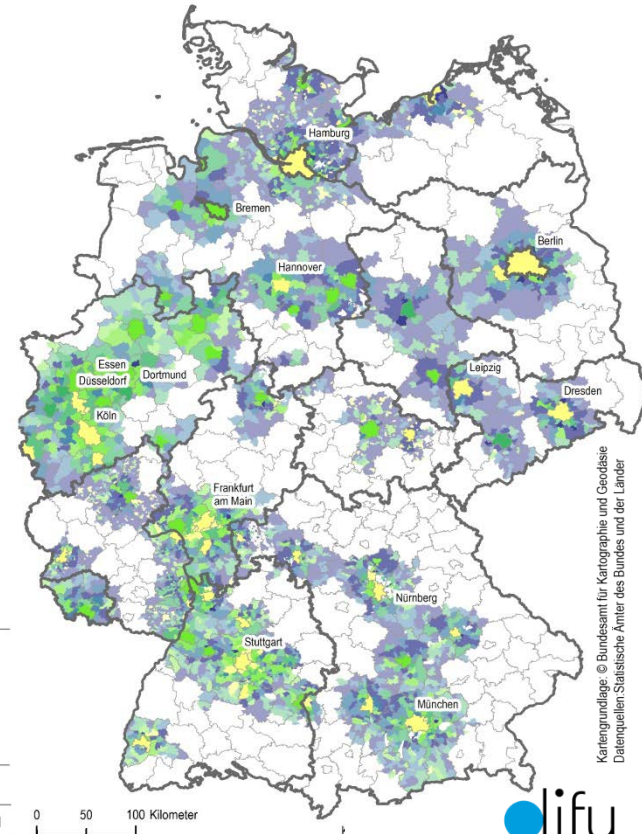 Hamburg
Bremen
Berlin
Hannover
Essen
Dortmund
Düsseldorf
Leipzig
Dresden
Köln
Frankfurt
am Main
Nürnberg
Stuttgart
München
Kartengrundlage: © Bundesamt für Kartographie und Geodäsie
Datenquellen:Statistische Ämter des Bundes und der Länder
0 50 100 Kilometer
difu